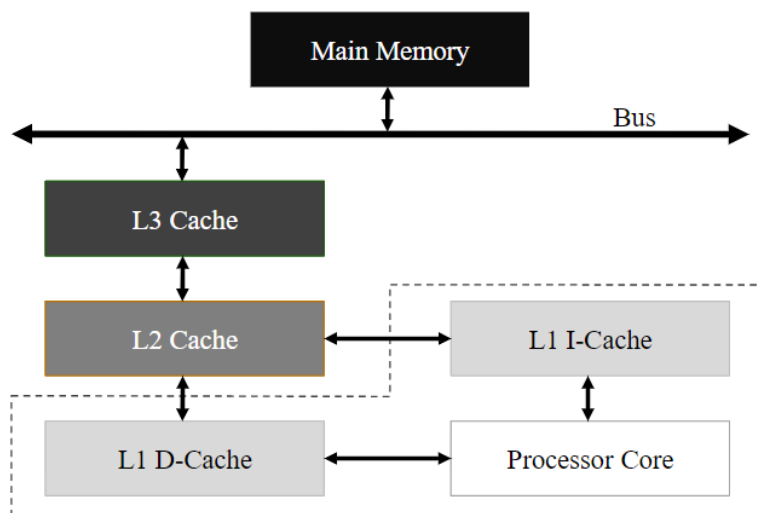 Main Memory
Bus
L3 Cache
L2 Cache
L1 I-Cache
L1 D-Cache
Processor Core